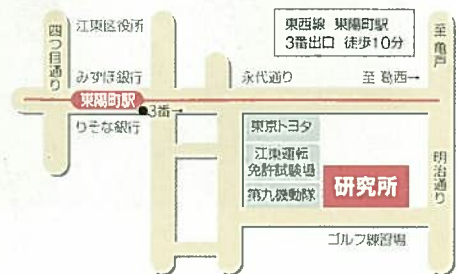 東西線 東陽町駅
3番出口 徒歩10分
四つ目通り
江東区役所
至 亀戸
みずほ銀行
永代通り
至 葛西→
東陽町駅
3番→
りそな銀行
東京トヨタ
江東運転
免許試験場
第九機動隊
研究所
明治通り
ゴルフ練習場